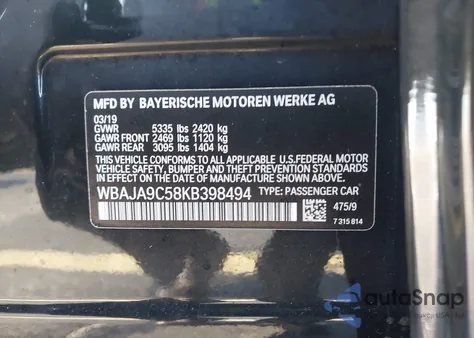 MFD BY BAYERISCHE MOTOREN WERKE AG
03/19
GVWR 5335 lbs 2420 kg
GAWR FRONT 2469 lbs 1120 kg
GAWR REAR 3095 lbs 1404 kg
THIS VEHICLE CONFORMS TO ALL APPLICABLE U.S.FEDERAL MOTOR
VEHICLE SAFETY, BUMPER, AND THEFT PREVENTION STANDARDS
IN EFFECT ON THE DATE OF MANUFACTURE SHOWN ABOVE.
WBAJA9C58KB398494 TYPE: PASSENGER CAR
475/9
7 315 814
autoSnap